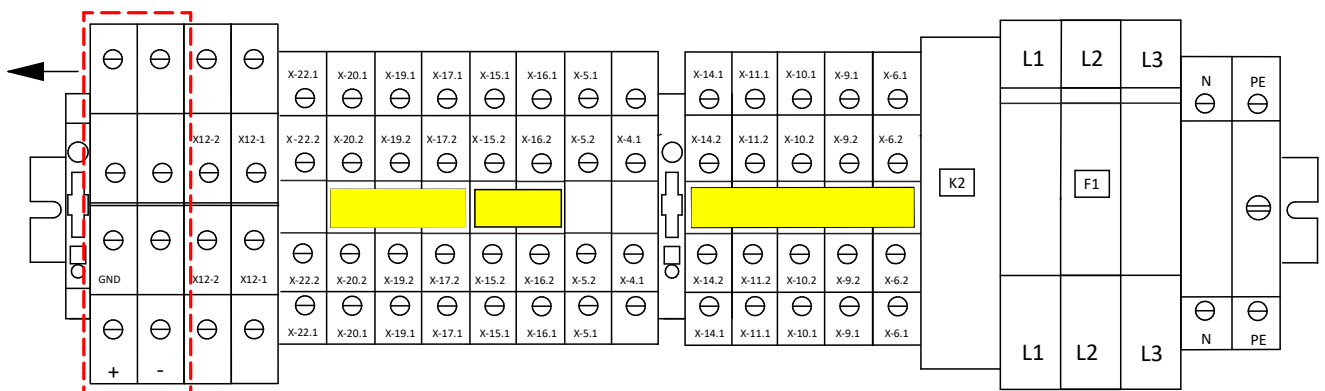 L1 L2 L3
X-22.1 X-20.1 X-19.1 X-17.1 X-15.1 X-16.1 X-5.1 X-14.1 X-11.1 X-10.1 X-9.1 X-6.1 N PE
X12-2 X12-1 X-22.2 X-20.2 X-19.2 X-17.2 X-15.2 X-16.2 X-5.2 X-4.1 X-14.2 X-11.2 X-10.2 X-9.2 X-6.2
K2 F1
GND X12-2 X12-1 X-22.2 X-20.2 X-19.2 X-17.2 X-15.2 X-16.2 X-5.2 X-4.1 X-14.2 X-11.2 X-10.2 X-9.2 X-6.2
X-22.1 X-20.1 X-19.1 X-17.1 X-15.1 X-16.1 X-5.1 X-14.1 X-11.1 X-10.1 X-9.1 X-6.1 N PE
L1 L2 L3
+ -